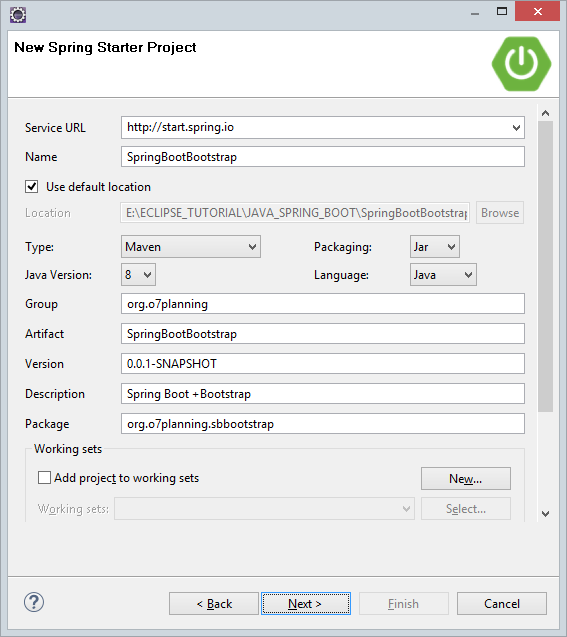 New Spring Starter Project
Service URL http://start.spring.io
Name SpringBootBootstrap
Use default location
Location E:\ECLIPSE_TUTORIAL\JAVA_SPRING_BOOT\SpringBootBootstrap Browse
Type: Maven Packaging: Jar
Java Version: 8 Language: Java
Group org.o7planning
Artifact SpringBootBootstrap
Version 0.0.1-SNAPSHOT
Description Spring Boot +Bootstrap
Package org.o7planning.sbbootstrap
Working sets
Add project to working sets New...
Working sets: Select...
? < Back Next > Finish Cancel